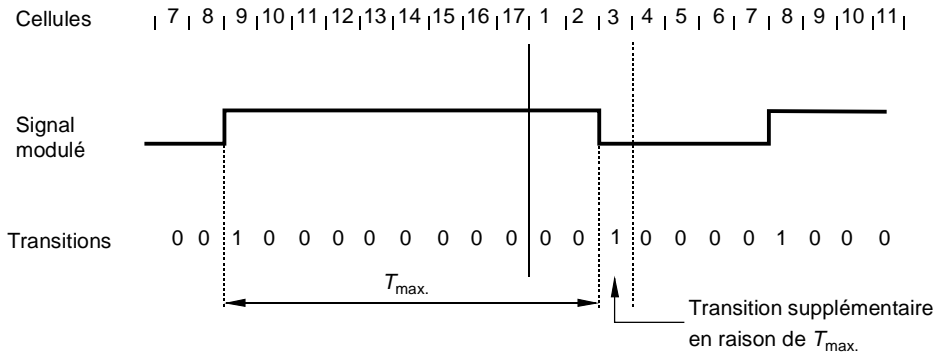 Cellules 7 8 9 10 11 12 13 14 15 16 17 1 2 3 4 5 6 7 8 9 10 11
Signal
modulé
Transitions 0 0 1 0 0 0 0 0 0 0 0 0 0 1 0 0 0 0 1 0 0 0
Tmax.
Transition supplémentaire
en raison de Tmax.